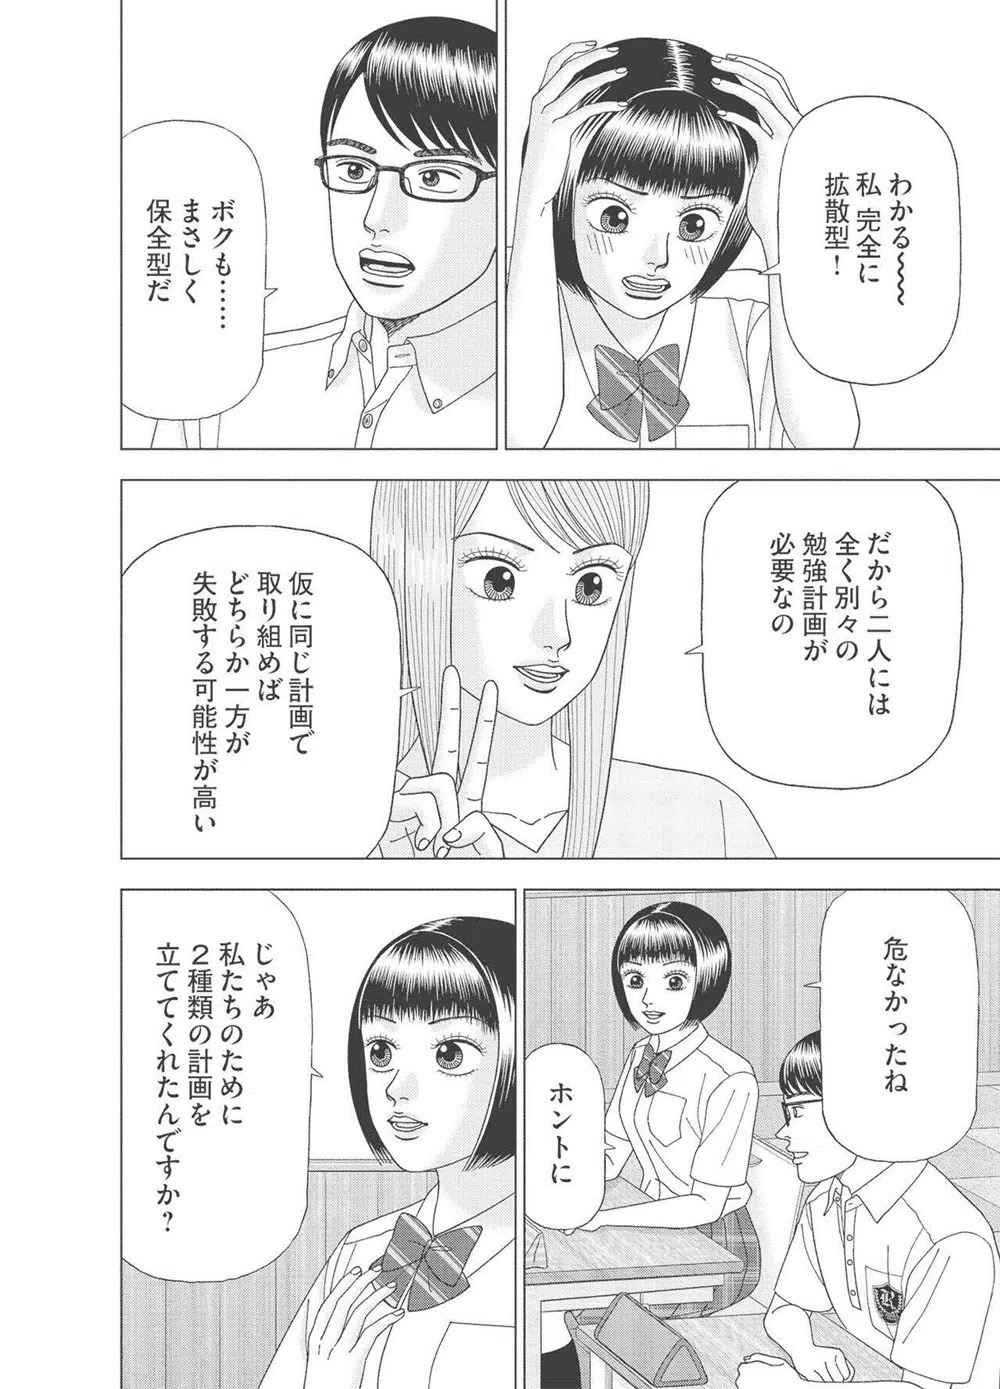 わかる〜〜〜
私 完全に
拡散型！
ボクも……
まさしく
保全型だ
だから二人には
全く別々の
勉強計画が
必要なの
仮に同じ計画で
取り組めば
どちらか一方が
失敗する可能性が高い
危なかったね
ホントに
じゃあ
私たちのために
2種類の計画を
立ててくれたんですか？